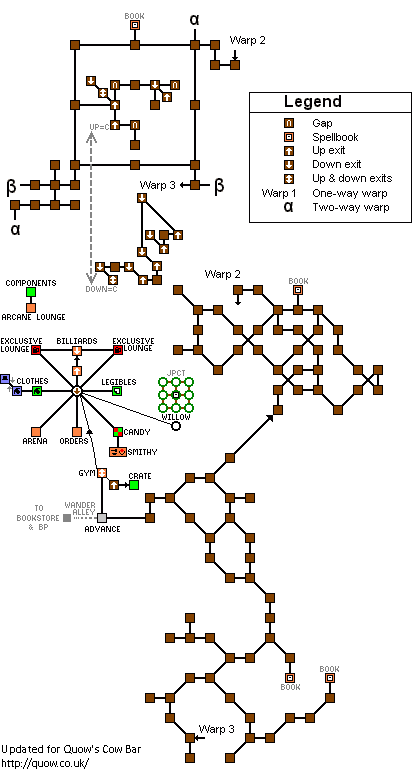 BOOK
α
Warp 2
Legend
Gap
Spellbook
Up exit
Down exit
Up & down exits
Warp 1 One-way warp
α Two-way warp
UP=C
Warp 3
β
β
α
DOWN=C
Warp 2
BOOK
COMPONENTS
ARCANE LOUNGE
EXCLUSIVE
LOUNGE
BILLIARDS
EXCLUSIVE
LOUNGE
CLOTHES
LEGIBLES
JPCT
WILLOW
ARENA
ORDERS
CANDY
SMITHY
GYM
CRATE
TO
BOOKSTORE
& BP
WANDER
ALLEY
ADVANCE
BOOK
BOOK
Warp 3
Updated for Quow's Cow Bar
http://quow.co.uk/